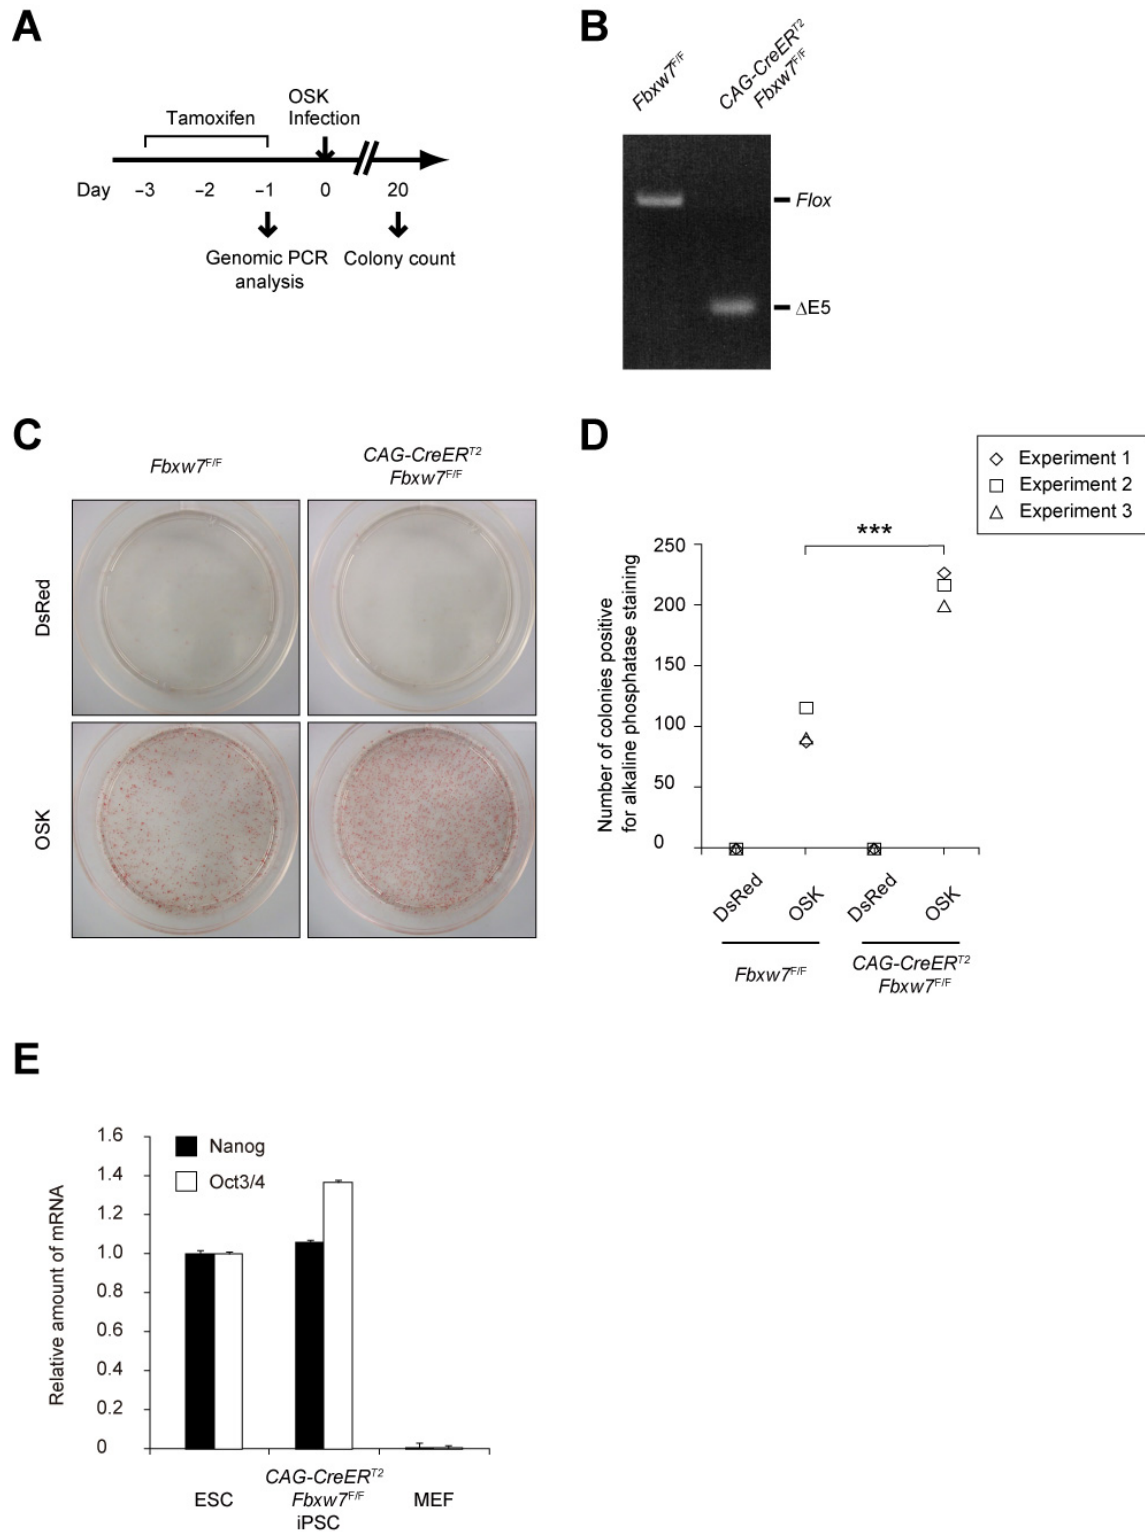 A
Tamoxifen
OSK
Infection
Day −3 −2 −1 0 20
Genomic PCR
analysis
Colony count
B
Fbxw7F/F
CAG-CreERT2
Fbxw7F/F
Flox
ΔE5
C
Fbxw7F/F
CAG-CreERT2
Fbxw7F/F
DsRed
OSK
D
Experiment 1
Experiment 2
Experiment 3
***
Number of colonies positive
for alkaline phosphatase staining
250
200
150
100
50
0
DsRed
OSK
DsRed
OSK
Fbxw7F/F
CAG-CreERT2
Fbxw7F/F
E
Nanog
Oct3/4
Relative amount of mRNA
1.6
1.4
1.2
1.0
0.8
0.6
0.4
0.2
0
ESC
CAG-CreERT2
Fbxw7F/F
iPSC
MEF